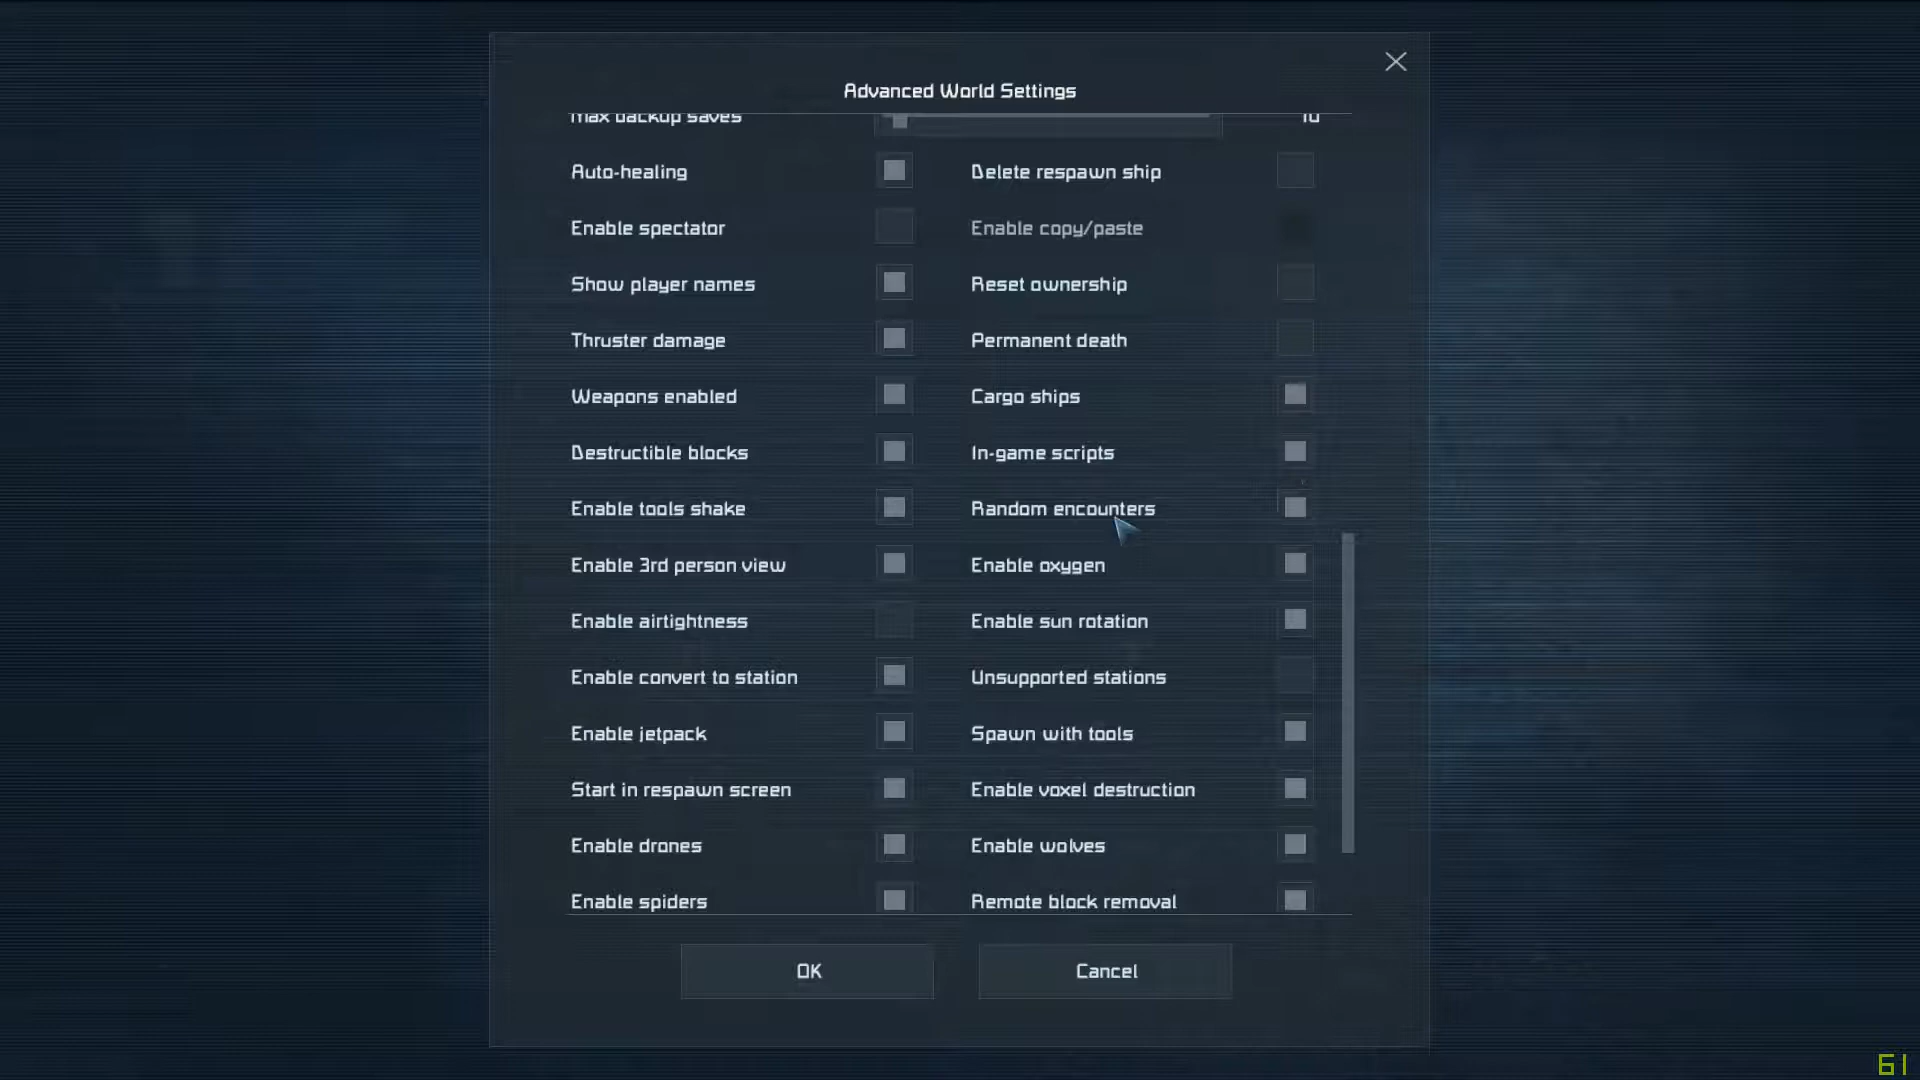 Advanced World Settings
Max backup saves 10
Auto-healing Delete respawn ship
Enable spectator Enable copy/paste
Show player names Reset ownership
Thruster damage Permanent death
Weapons enabled Cargo ships
Destructible blocks In-game scripts
Enable tools shake Random encounters
Enable 3rd person view Enable oxygen
Enable airtightness Enable sun rotation
Enable convert to station Unsupported stations
Enable jetpack Spawn with tools
Start in respawn screen Enable voxel destruction
Enable drones Enable wolves
Enable spiders Remote block removal
OK Cancel
61